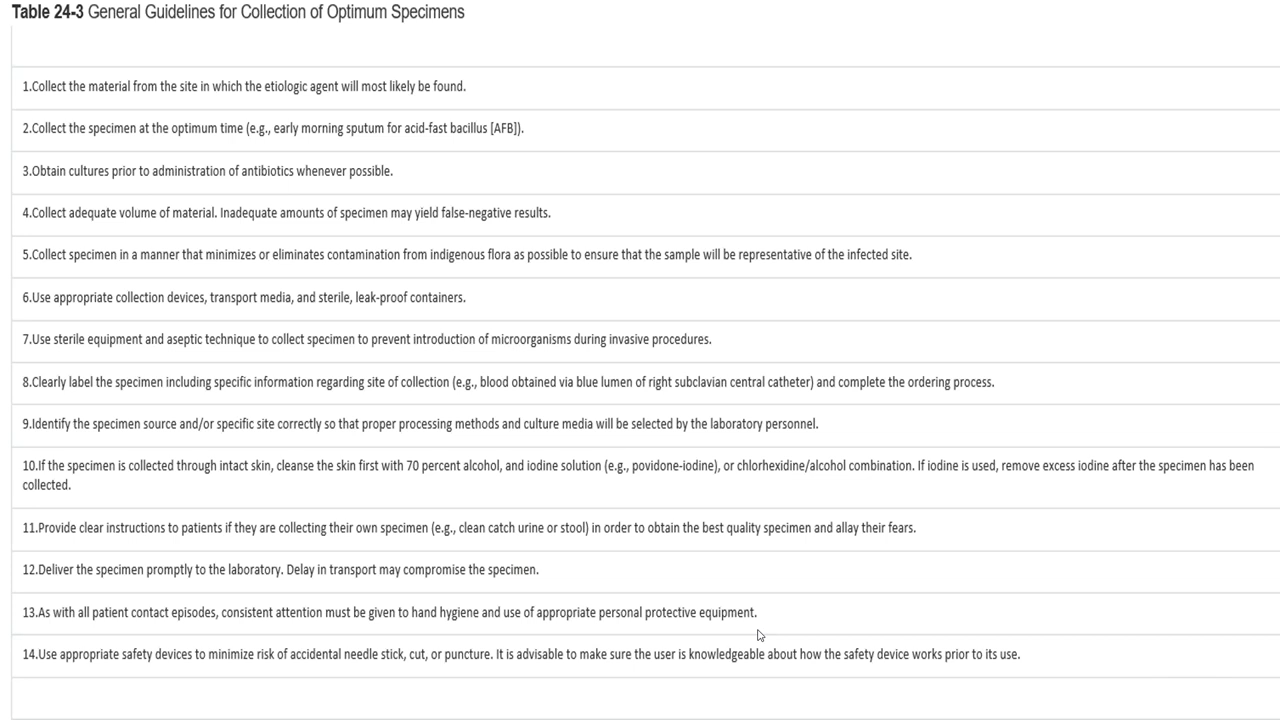 Table 24-3 General Guidelines for Collection of Optimum Specimens
1.Collect the material from the site in which the etiologic agent will most likely be found.
2.Collect the specimen at the optimum time (e.g., early morning sputum for acid-fast bacillus [AFB]).
3.Obtain cultures prior to administration of antibiotics whenever possible.
4.Collect adequate volume of material. Inadequate amounts of specimen may yield false-negative results.
5.Collect specimen in a manner that minimizes or eliminates contamination from indigenous flora as possible to ensure that the sample will be representative of the infected site.
6.Use appropriate collection devices, transport media, and sterile, leak-proof containers.
7.Use sterile equipment and aseptic technique to collect specimen to prevent introduction of microorganisms during invasive procedures.
8.Clearly label the specimen including specific information regarding site of collection (e.g., blood obtained via blue lumen of right subclavian central catheter) and complete the ordering process.
9.Identify the specimen source and/or specific site correctly so that proper processing methods and culture media will be selected by the laboratory personnel.
10.If the specimen is collected through intact skin, cleanse the skin first with 70 percent alcohol, and iodine solution (e.g., povidone-iodine), or chlorhexidine/alcohol combination. If iodine is used, remove excess iodine after the specimen has been
collected.
11.Provide clear instructions to patients if they are collecting their own specimen (e.g., clean catch urine or stool) in order to obtain the best quality specimen and allay their fears.
12.Deliver the specimen promptly to the laboratory. Delay in transport may compromise the specimen.
13.As with all patient contact episodes, consistent attention must be given to hand hygiene and use of appropriate personal protective equipment.
14.Use appropriate safety devices to minimize risk of accidental needle stick, cut, or puncture. It is advisable to make sure the user is knowledgeable about how the safety device works prior to its use.